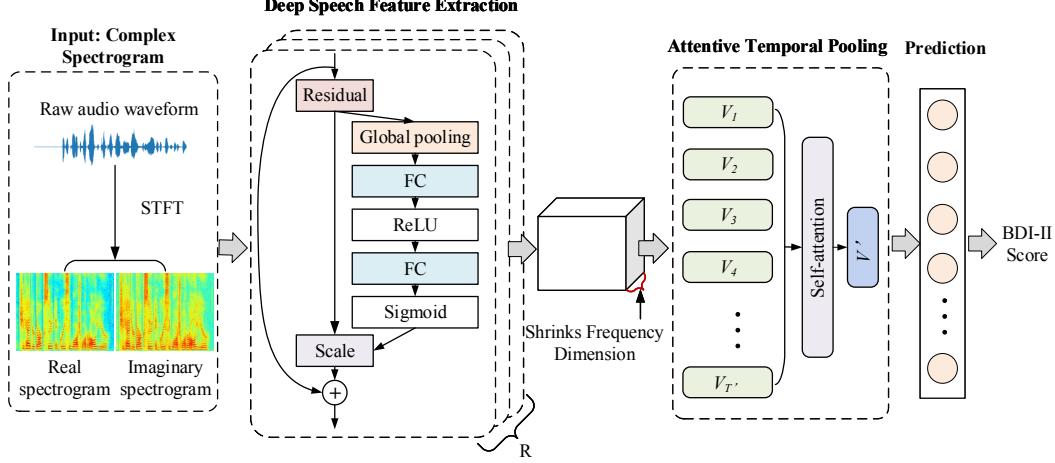 Deep Speech Feature Extraction
Input: Complex
Spectrogram
Raw audio waveform
STFT
Real
spectrogram
Imaginary
spectrogram
Residual
Global pooling
FC
ReLU
FC
Sigmoid
Scale
+
R
Shrinks Frequency
Dimension
Attentive Temporal Pooling
V1
V2
V3
V4
VT'
Self-attention
V'
Prediction
BDI-II
Score